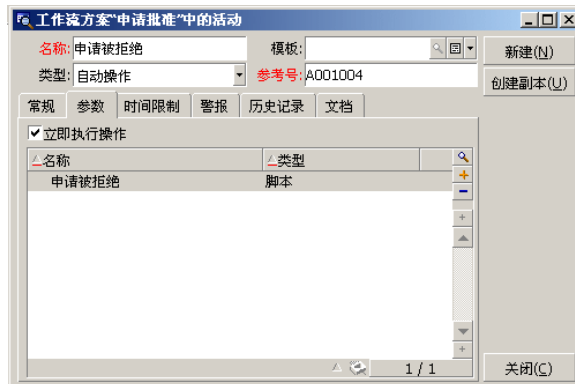 工作流方案“申请批准”中的活动
名称: 申请被拒绝 模板: 新建(N)
类型: 自动操作 参考号: A001004 创建副本(U)
常规 参数 时间限制 警报 历史记录 文档
立即执行操作
名称 类型
申请被拒绝 脚本
1 / 1 关闭(C)